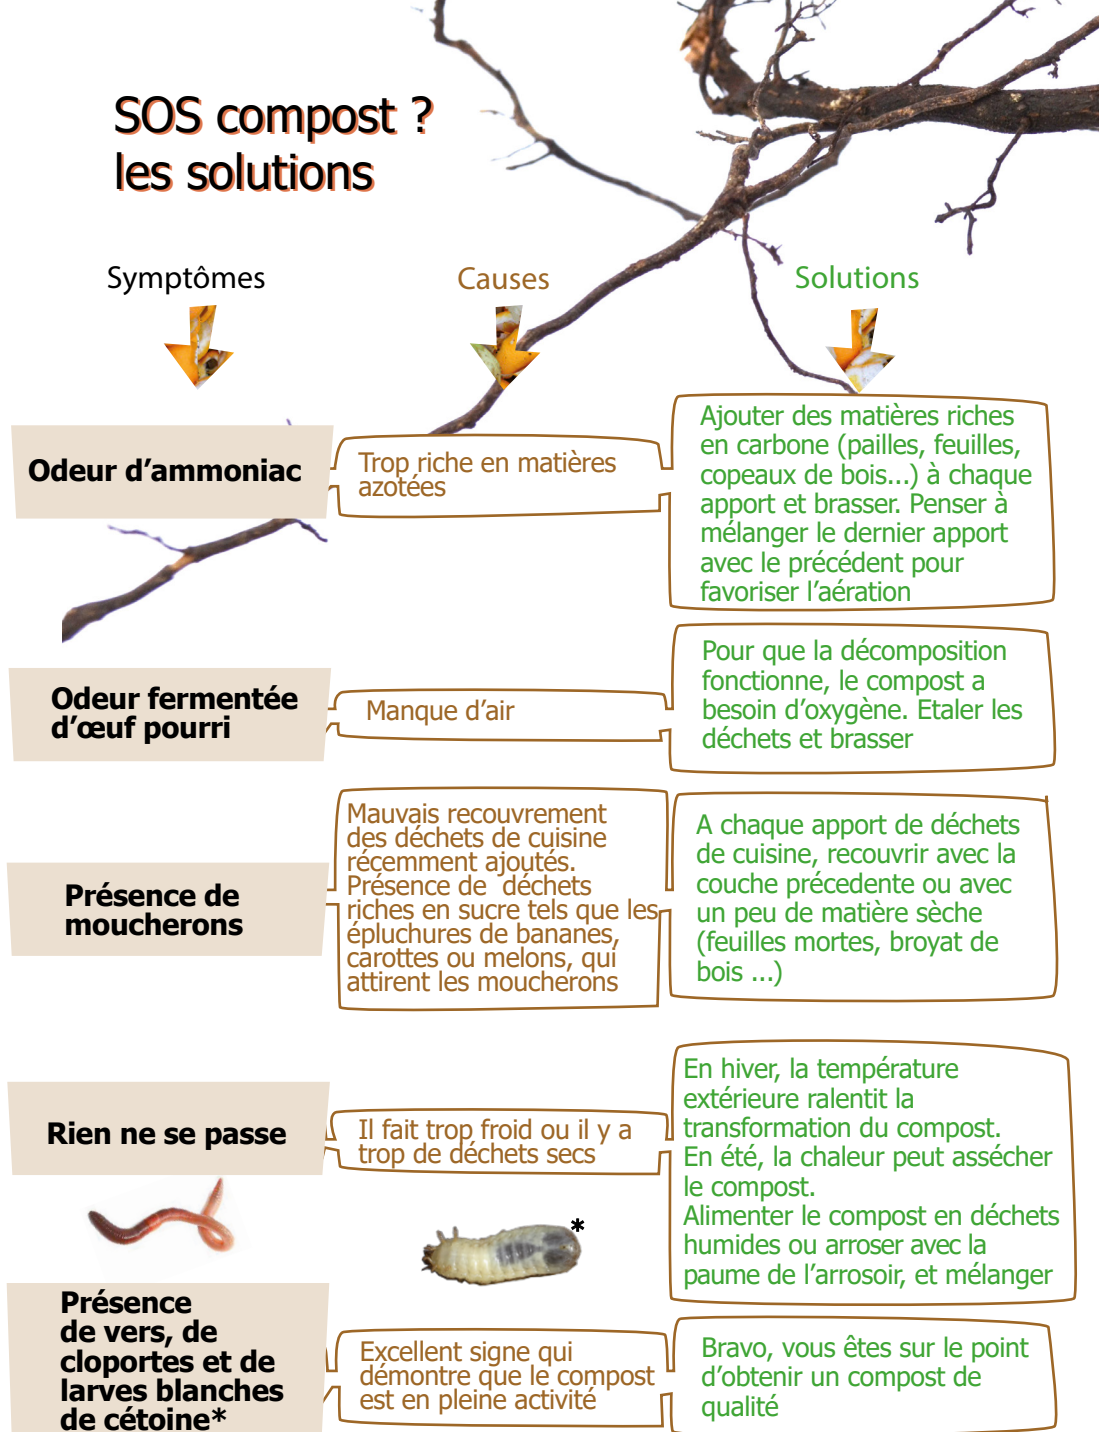 SOS compost ?
les solutions
Symptômes
Causes
Solutions
Odeur d’ammoniac
Trop riche en matières
azotées
Ajouter des matières riches
en carbone (pailles, feuilles,
copeaux de bois...) à chaque
apport et brasser. Penser à
mélanger le dernier apport
avec le précédent pour
favoriser l’aération
Odeur fermentée
d’œuf pourri
Manque d’air
Pour que la décomposition
fonctionne, le compost a
besoin d’oxygène. Etaler les
déchets et brasser
Présence de
moucherons
Mauvais recouvrement
des déchets de cuisine
récemment ajoutés.
Présence de  déchets
riches en sucre tels que les
épluchures de bananes,
carottes ou melons, qui
attirent les moucherons
A chaque apport de déchets
de cuisine, recouvrir avec la
couche précedente ou avec
un peu de matière sèche
(feuilles mortes, broyat de
bois ...)
Rien ne se passe
Il fait trop froid ou il y a
trop de déchets secs
En hiver, la température
extérieure ralentit la
transformation du compost.
En été, la chaleur peut assécher
le compost.
Alimenter le compost en déchets
humides ou arroser avec la
paume de l’arrosoir, et mélanger
*
Présence
de vers, de
cloportes et de
larves blanches
de cétoine*
Excellent signe qui
démontre que le compost
est en pleine activité
Bravo, vous êtes sur le point
d’obtenir un compost de
qualité